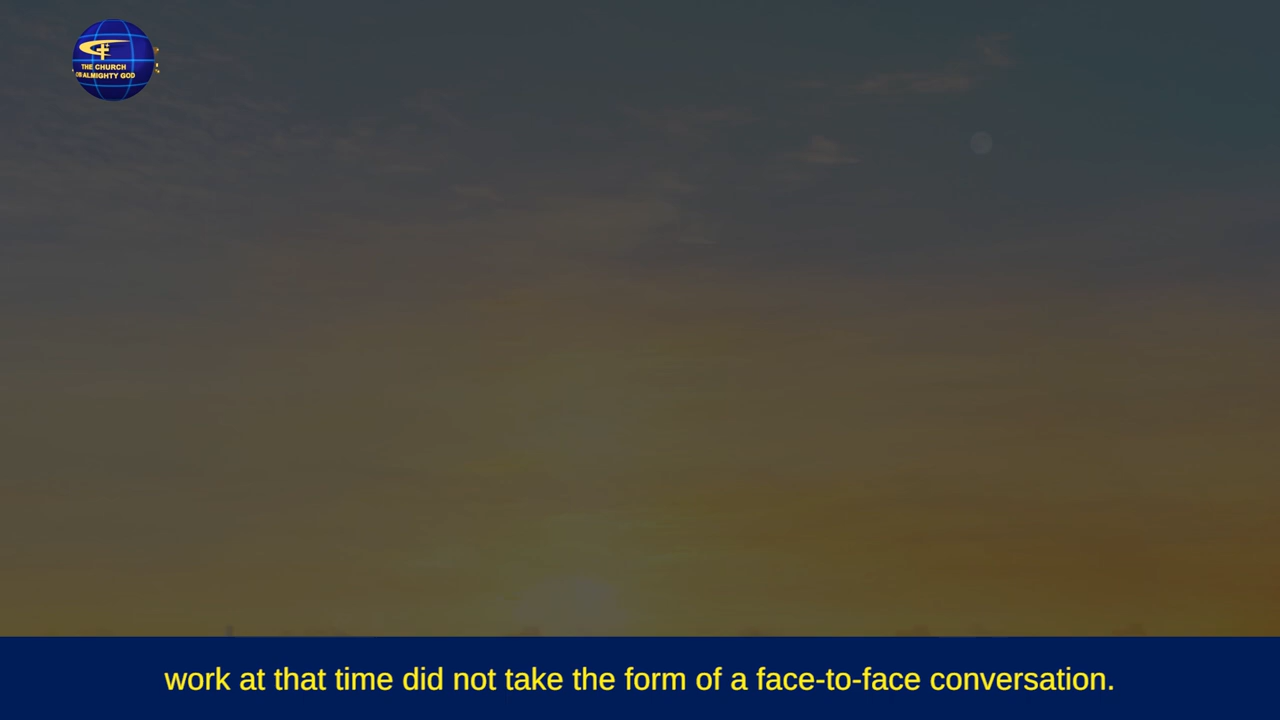 THE CHURCH
OF ALMIGHTY GOD
work at that time did not take the form of a face-to-face conversation.